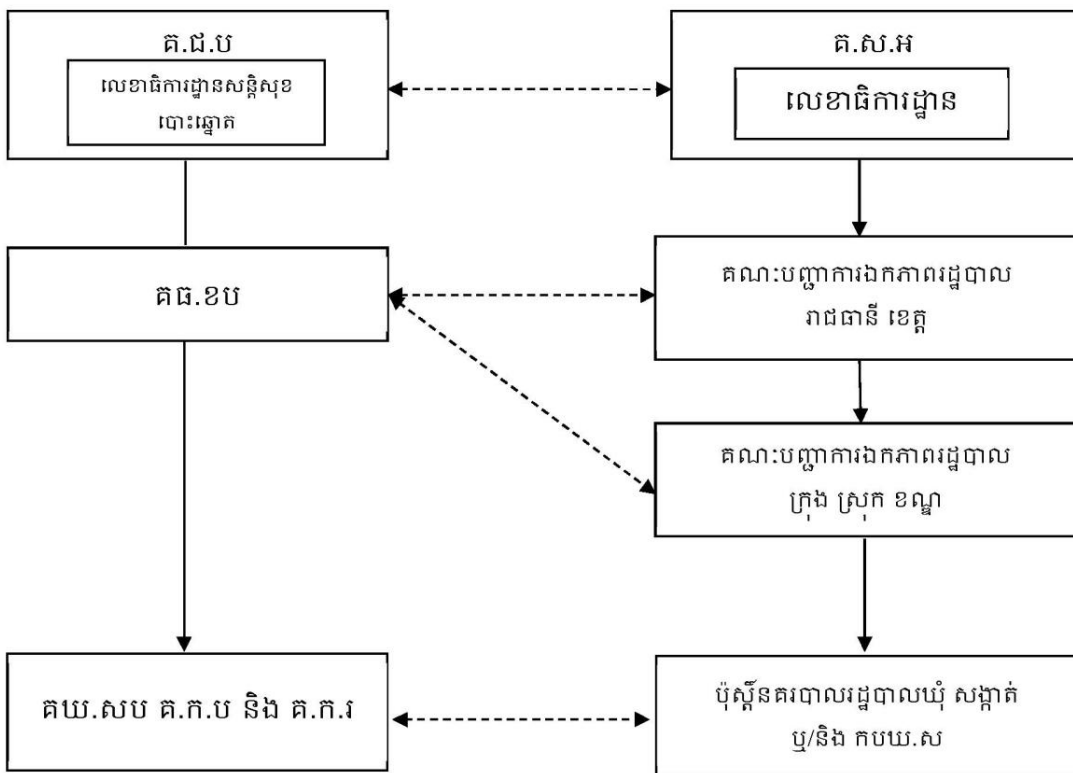 គ.ជ.ប
លេខាធិការដ្ឋានសន្តិសុខ
បោះឆ្នោត
គ.ស.អ
លេខាធិការដ្ឋាន
គធ.ខប
គណៈបញ្ជាការឯកភាពរដ្ឋបាល
រាជធានី ខេត្ត
គណៈបញ្ជាការឯកភាពរដ្ឋបាល
ក្រុង ស្រុក ខណ្ឌ
គឃ.សប គ.ក.ប និង គ.ក.រ
ប៉ុស្តិ៍នគរបាលរដ្ឋបាលឃុំ សង្កាត់
ឬ/និង កបឃ.ស